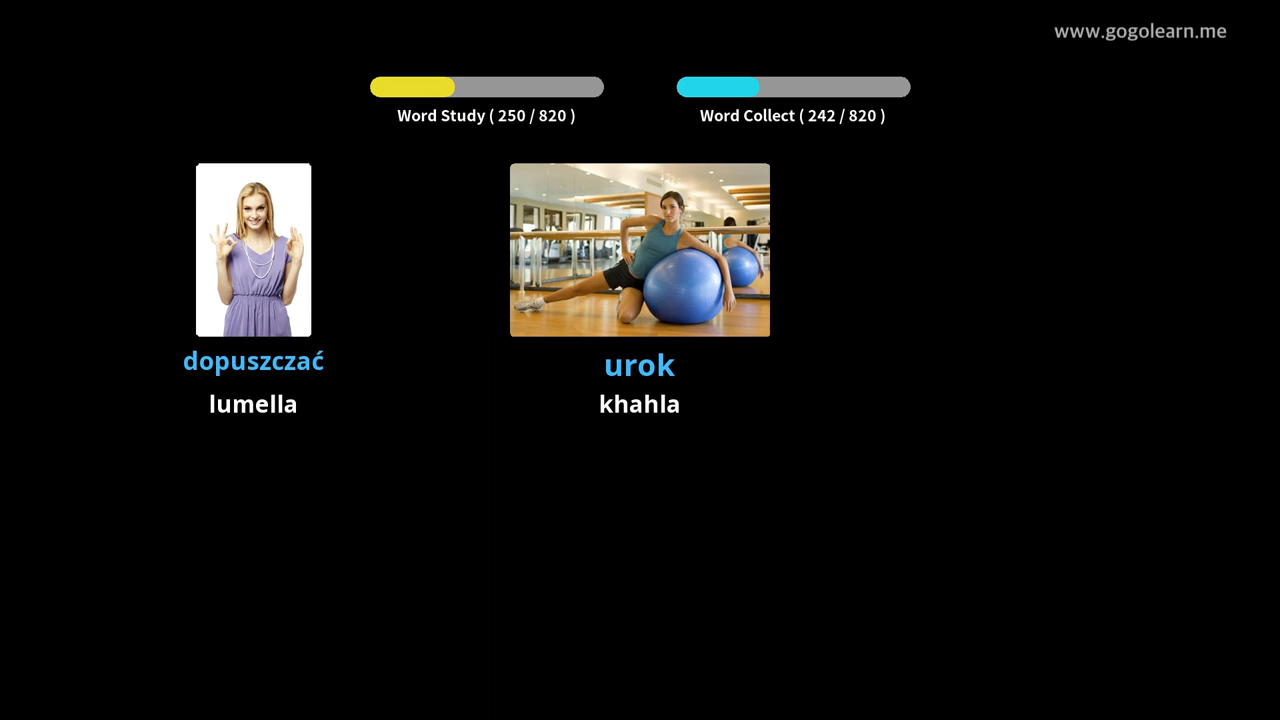 www.gogolearn.me
Word Study ( 250 / 820 )
Word Collect ( 242 / 820 )
dopuszczać
lumella
urok
khahla